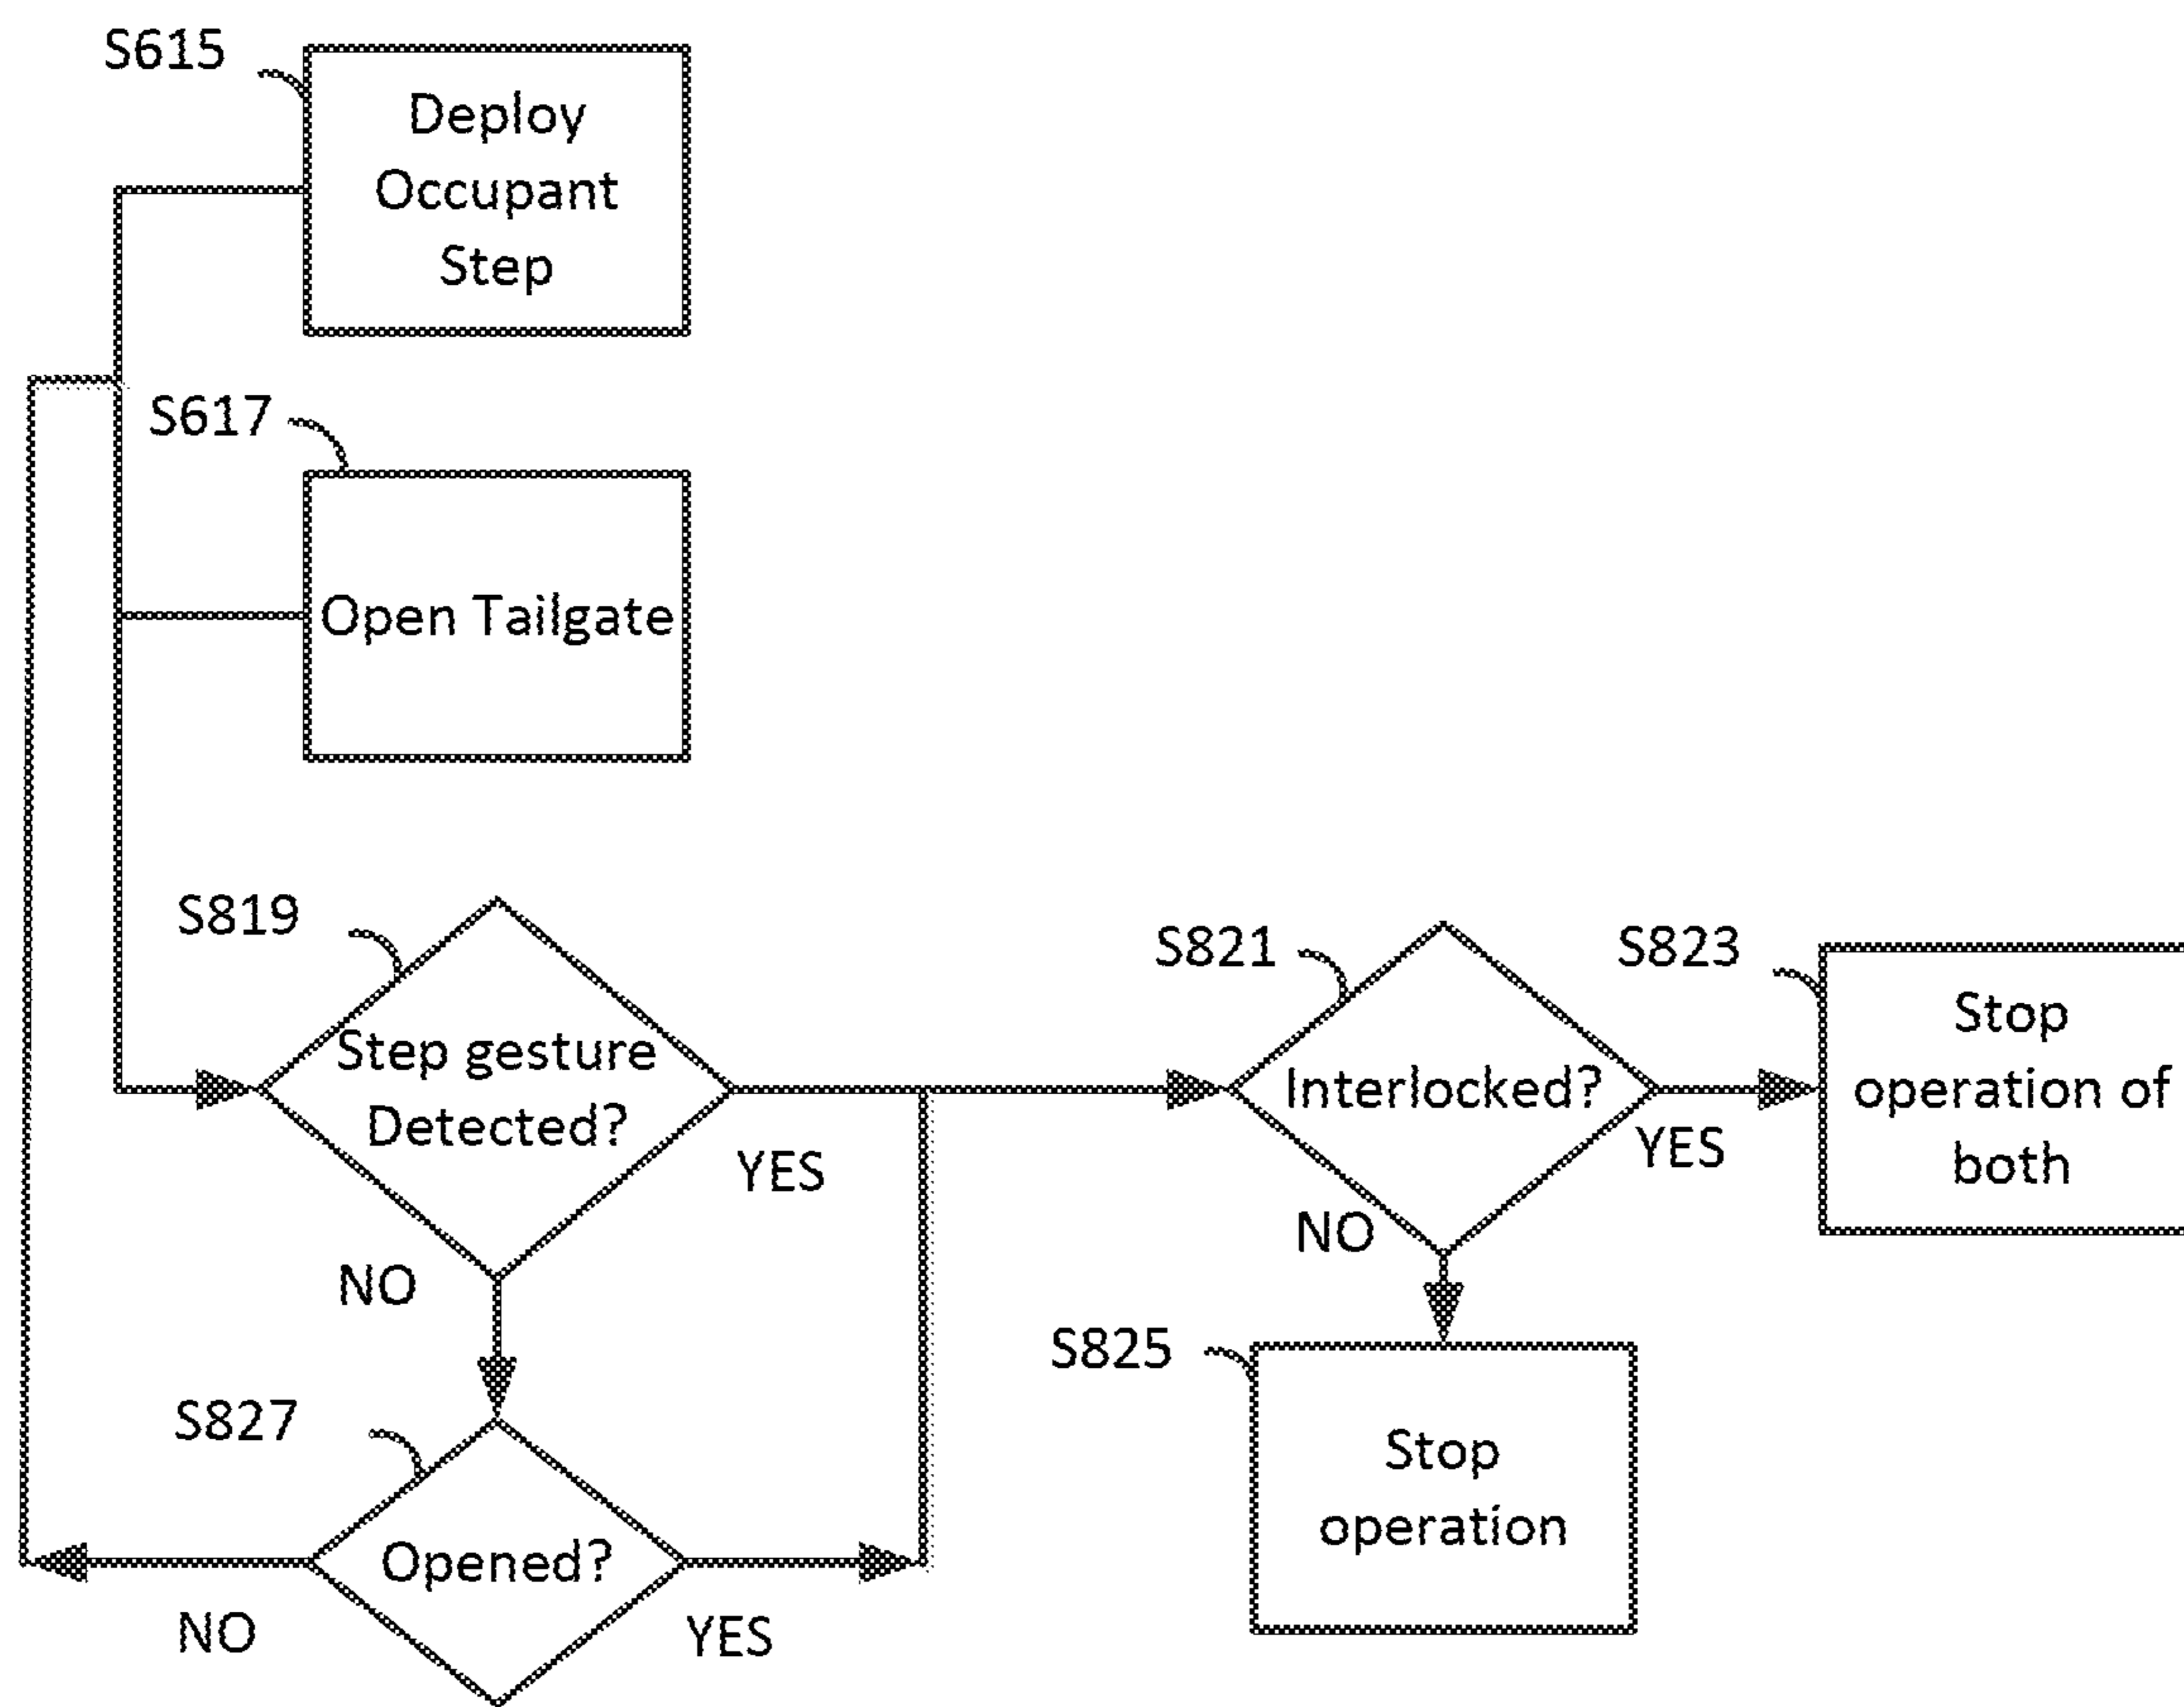 S615
Deploy
Occupant
Step
S617
Open Tailgate
S819
Step gesture
Detected?
YES
NO
S821
Interlocked?
YES
NO
S823
Stop
operation of
both
S825
Stop
operation
S827
Opened?
NO
YES